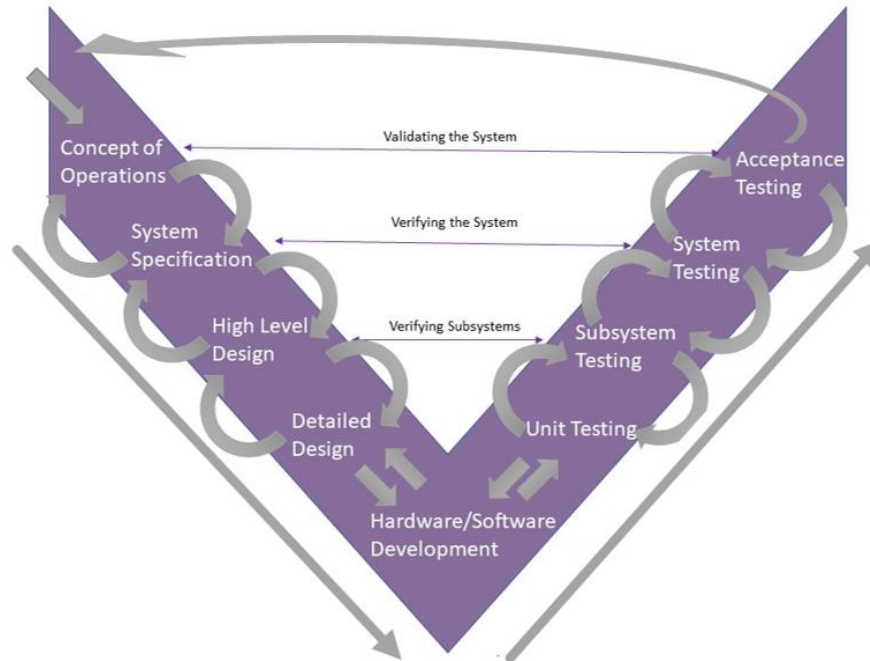 Validating the System
Concept of
Operations
Acceptance
Testing
Verifying the System
System
Specification
System
Testing
Verifying Subsystems
High Level
Design
Subsystem
Testing
Detailed
Design
Unit Testing
Hardware/Software
Development